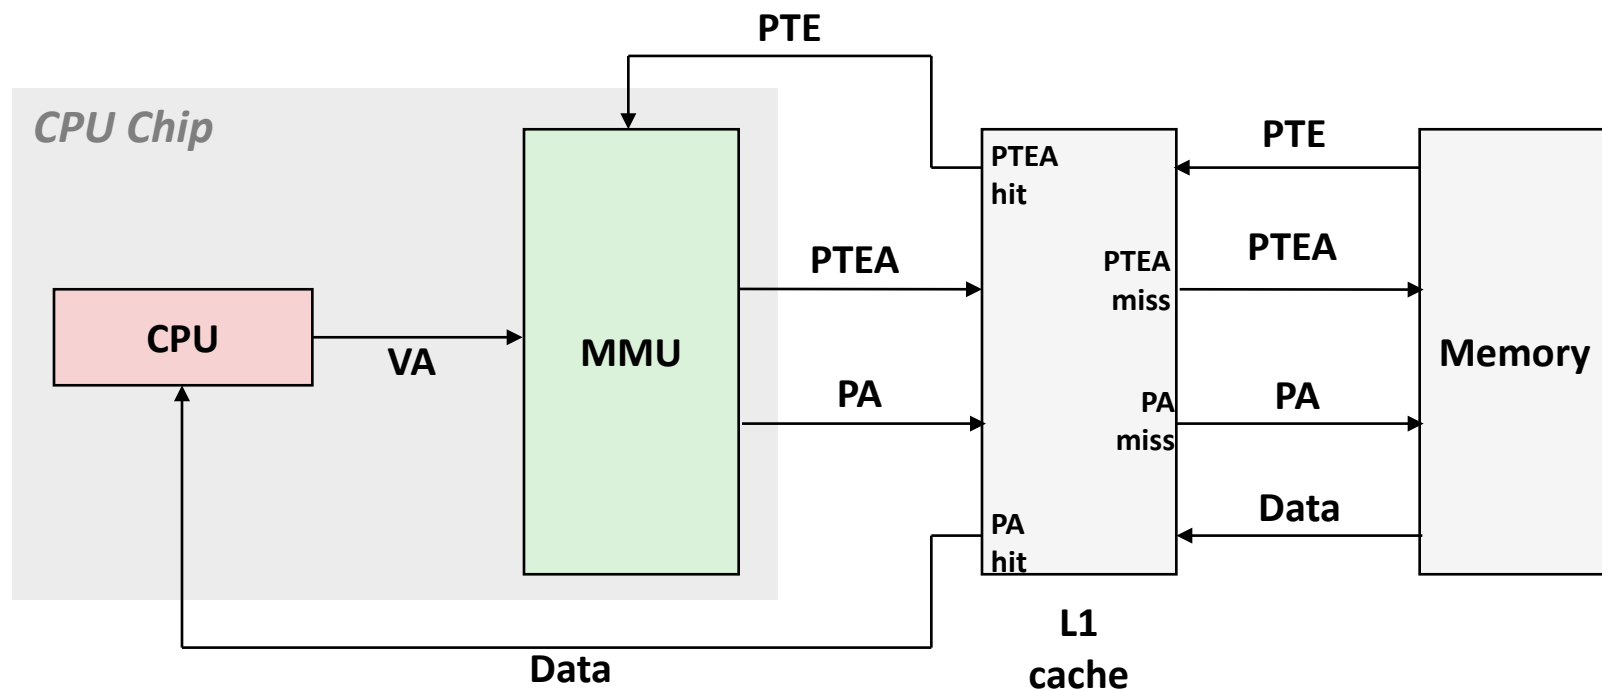 PTE
CPU Chip
PTEA
hit
PTE
PTEA
PTEA
miss
PTEA
CPU
VA
MMU
Memory
PA
PA
miss
PA
PA
hit
Data
Data
L1
cache